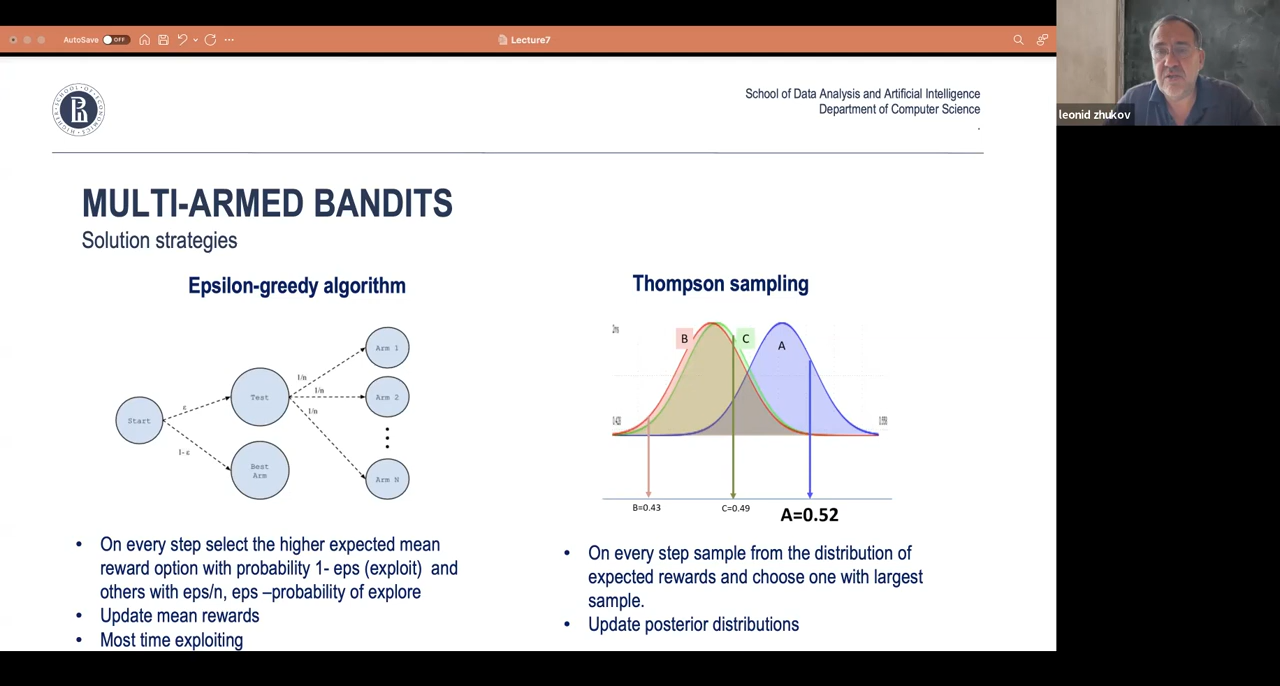 AutoSave OFF
Lecture7
leonid zhukov
School of Data Analysis and Artificial Intelligence
Department of Computer Science
.
MULTI-ARMED BANDITS
Solution strategies
Epsilon-greedy algorithm
Start
ε
1- ε
Test
Best
Arm
1/n
1/n
1/n
Arm 1
Arm 2
Arm N
• On every step select the higher expected mean
reward option with probability 1- eps (exploit) and
others with eps/n, eps –probability of explore
• Update mean rewards
• Most time exploiting
Thompson sampling
B
C
A
B=0.43
C=0.49
A=0.52
• On every step sample from the distribution of
expected rewards and choose one with largest
sample.
• Update posterior distributions